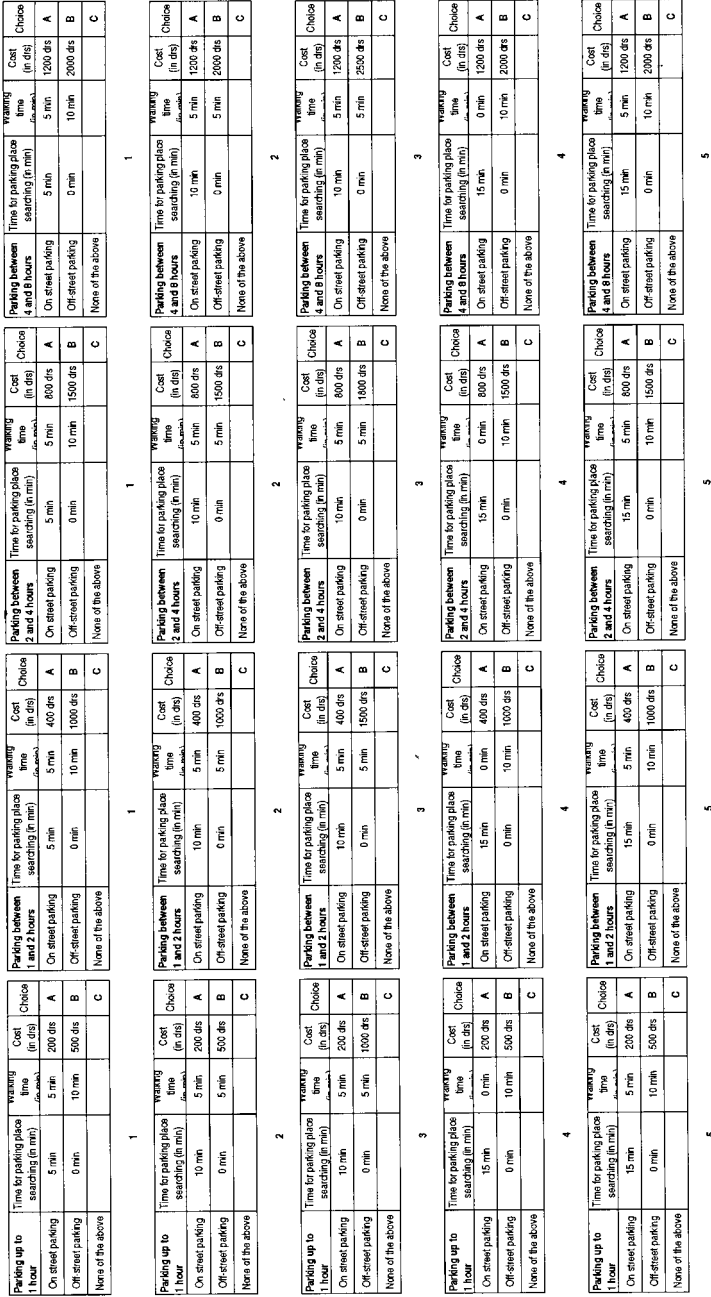 Parking up to Time for parking place Walking time Cost Choice
1 hour searching (in min) (in drs)
On street parking 5 min 5 min 200 drs A
Off-street parking 0 min 10 min 500 drs B
None of the above C
1
Parking between Time for parking place Walking time Cost Choice
1 and 2 hours searching (in min) (in drs)
On street parking 5 min 5 min 400 drs A
Off-street parking 0 min 10 min 1000 drs B
None of the above C
1
Parking between Time for parking place Walking time Cost Choice
2 and 4 hours searching (in min) (in drs)
On street parking 5 min 5 min 800 drs A
Off-street parking 0 min 10 min 1500 drs B
None of the above C
1
Parking between Time for parking place Walking time Cost Choice
4 and 8 hours searching (in min) (in drs)
On street parking 5 min 5 min 1200 drs A
Off-street parking 0 min 10 min 2000 drs B
None of the above C
1
Parking up to Time for parking place Walking time Cost Choice
1 hour searching (in min) (in drs)
On street parking 10 min 5 min 200 drs A
Off-street parking 0 min 5 min 500 drs B
None of the above C
2
Parking between Time for parking place Walking time Cost Choice
1 and 2 hours searching (in min) (in drs)
On street parking 10 min 5 min 400 drs A
Off-street parking 0 min 5 min 1000 drs B
None of the above C
2
Parking between Time for parking place Walking time Cost Choice
2 and 4 hours searching (in min) (in drs)
On street parking 10 min 5 min 800 drs A
Off-street parking 0 min 5 min 1500 drs B
None of the above C
2
Parking between Time for parking place Walking time Cost Choice
4 and 8 hours searching (in min) (in drs)
On street parking 10 min 5 min 1200 drs A
Off-street parking 0 min 5 min 2000 drs B
None of the above C
2
Parking up to Time for parking place Walking time Cost Choice
1 hour searching (in min) (in drs)
On street parking 10 min 5 min 200 drs A
Off-street parking 0 min 5 min 1000 drs B
None of the above C
3
Parking between Time for parking place Walking time Cost Choice
1 and 2 hours searching (in min) (in drs)
On street parking 10 min 5 min 400 drs A
Off-street parking 0 min 5 min 1500 drs B
None of the above C
3
Parking between Time for parking place Walking time Cost Choice
2 and 4 hours searching (in min) (in drs)
On street parking 10 min 5 min 800 drs A
Off-street parking 0 min 5 min 1800 drs B
None of the above C
3
Parking between Time for parking place Walking time Cost Choice
4 and 8 hours searching (in min) (in drs)
On street parking 10 min 5 min 1200 drs A
Off-street parking 0 min 5 min 2500 drs B
None of the above C
3
Parking up to Time for parking place Walking time Cost Choice
1 hour searching (in min) (in drs)
On street parking 15 min 0 min 200 drs A
Off-street parking 0 min 10 min 500 drs B
None of the above C
4
Parking between Time for parking place Walking time Cost Choice
1 and 2 hours searching (in min) (in drs)
On street parking 15 min 0 min 400 drs A
Off-street parking 0 min 10 min 1000 drs B
None of the above C
4
Parking between Time for parking place Walking time Cost Choice
2 and 4 hours searching (in min) (in drs)
On street parking 15 min 0 min 800 drs A
Off-street parking 0 min 10 min 1500 drs B
None of the above C
4
Parking between Time for parking place Walking time Cost Choice
4 and 8 hours searching (in min) (in drs)
On street parking 15 min 0 min 1200 drs A
Off-street parking 0 min 10 min 2000 drs B
None of the above C
4
Parking up to Time for parking place Walking time Cost Choice
1 hour searching (in min) (in drs)
On street parking 15 min 5 min 200 drs A
Off-street parking 0 min 10 min 500 drs B
None of the above C
5
Parking between Time for parking place Walking time Cost Choice
1 and 2 hours searching (in min) (in drs)
On street parking 15 min 5 min 400 drs A
Off-street parking 0 min 10 min 1000 drs B
None of the above C
5
Parking between Time for parking place Walking time Cost Choice
2 and 4 hours searching (in min) (in drs)
On street parking 15 min 5 min 800 drs A
Off-street parking 0 min 10 min 1500 drs B
None of the above C
5
Parking between Time for parking place Walking time Cost Choice
4 and 8 hours searching (in min) (in drs)
On street parking 15 min 5 min 1200 drs A
Off-street parking 0 min 10 min 2000 drs B
None of the above C
5